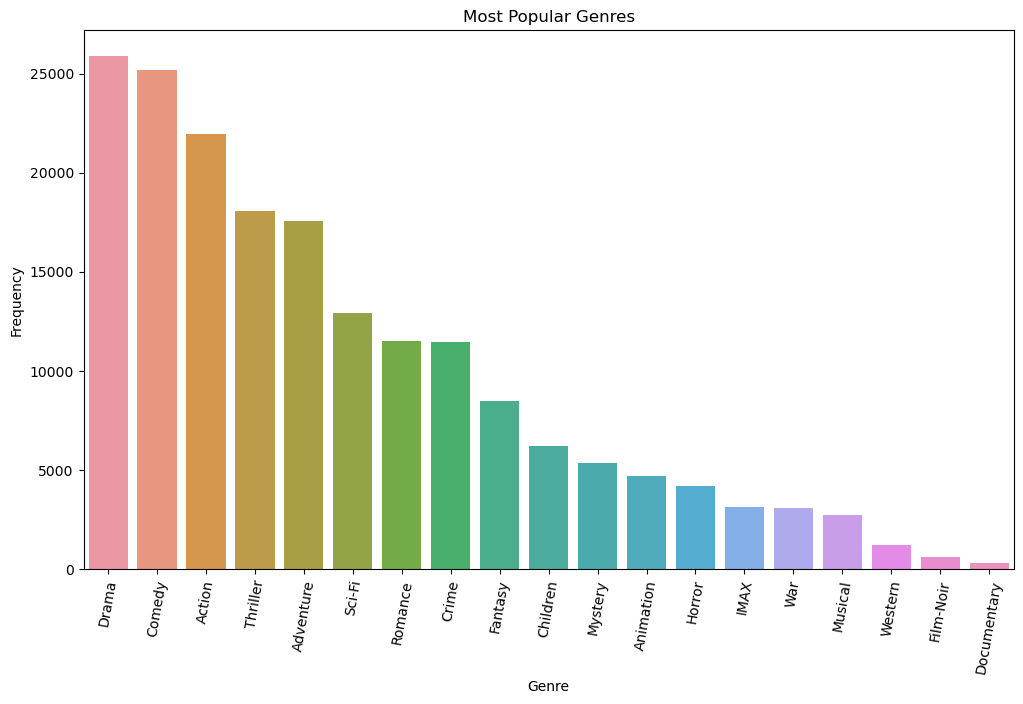 Most Popular Genres
Frequency
25000
20000
15000
10000
5000
0
Drama
Comedy
Action
Thriller
Adventure
Sci-Fi
Romance
Crime
Fantasy
Children
Mystery
Animation
Horror
IMAX
War
Musical
Western
Film-Noir
Documentary
Genre